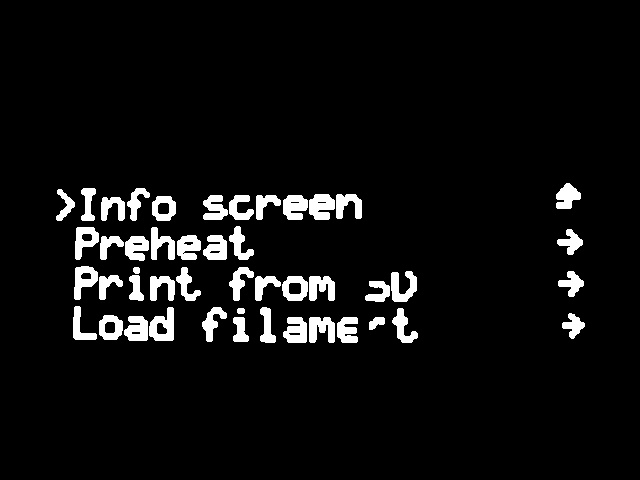 >Info screen
Preheat →
Print from →
Load →